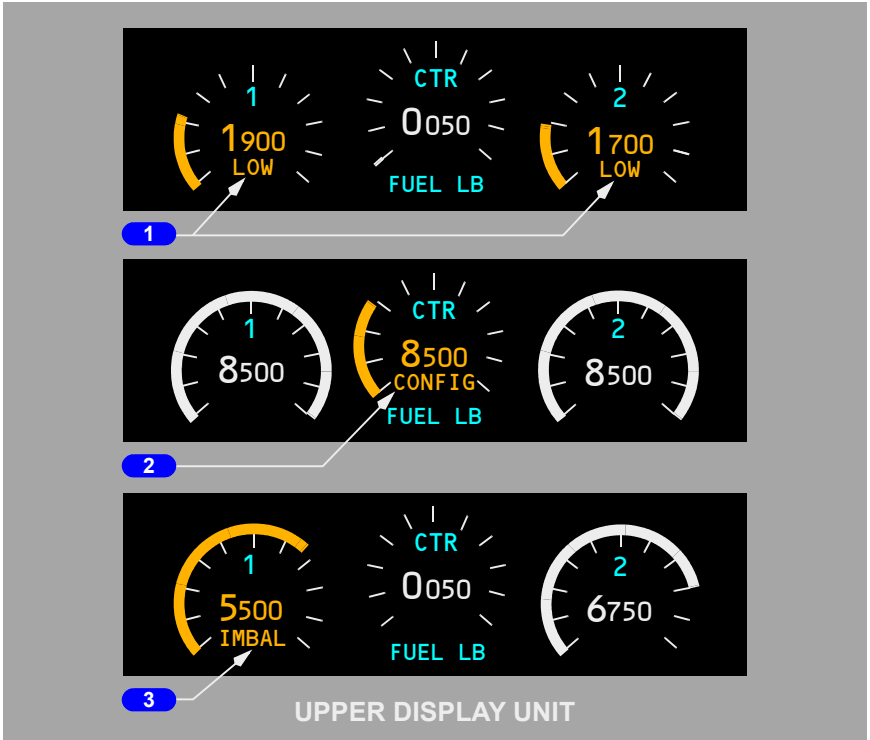 1 CTR 2
1900 0050 1700
LOW LOW
FUEL LB
1
1 CTR 2
8500 8500 8500
CONFIG
FUEL LB
2
1 CTR 2
5500 0050 6750
IMBAL
FUEL LB
3
UPPER DISPLAY UNIT